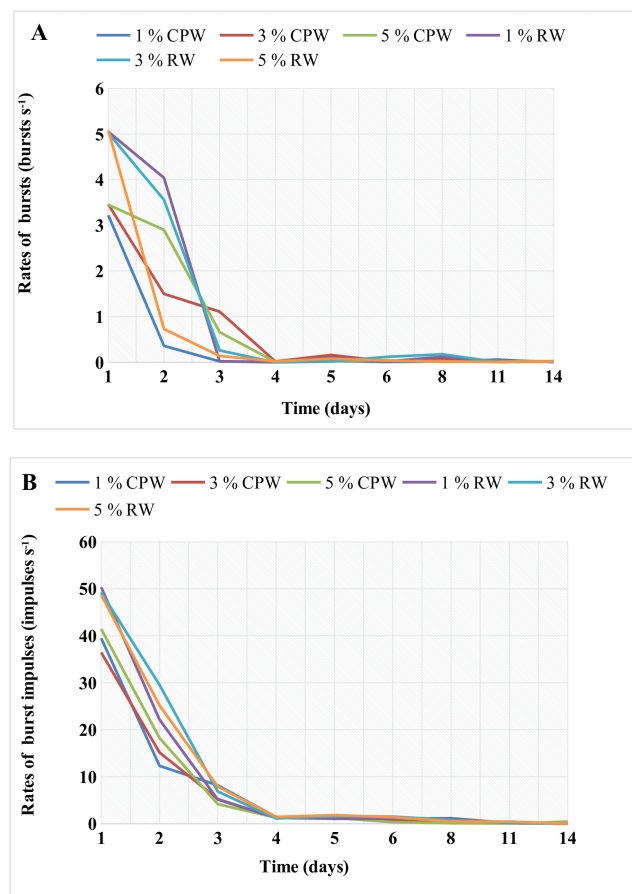 A
1 % CPW 3 % CPW 5 % CPW 1 % RW
3 % RW 5 % RW
Rates of bursts (bursts s⁻¹)
6
5
4
3
2
1
0
1 2 3 4 5 6 8 11 14
Time (days)
B
1 % CPW 3 % CPW 5 % CPW 1 % RW 3 % RW
5 % RW
Rates of burst impulses (impulses s⁻¹)
60
50
40
30
20
10
0
1 2 3 4 5 6 8 11 14
Time (days)